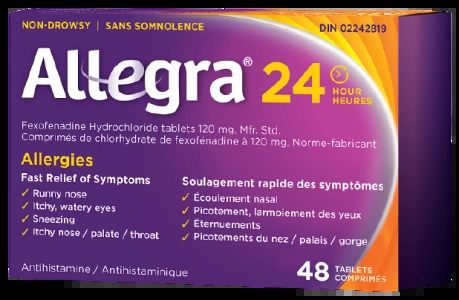 NON-DROWSY | SANS SOMNOLENCE
DIN 02242819
Allegra® 24 HOUR HEURES
Fexofenadine Hydrochloride tablets 120 mg, Mfr. Std.
Comprimés de chlorhydrate de fexofénadine à 120 mg, Norme-fabricant
Allergies
Fast Relief of Symptoms
✓ Runny nose
✓ Itchy, watery eyes
✓ Sneezing
✓ Itchy nose / palate / throat
Soulagement rapide des symptômes
✓ Écoulement nasal
✓ Picotement, larmoiement des yeux
✓ Éternuements
✓ Picotements du nez / palais / gorge
Antihistamine / Antihistaminique
48 TABLETS COMPRIMÉS